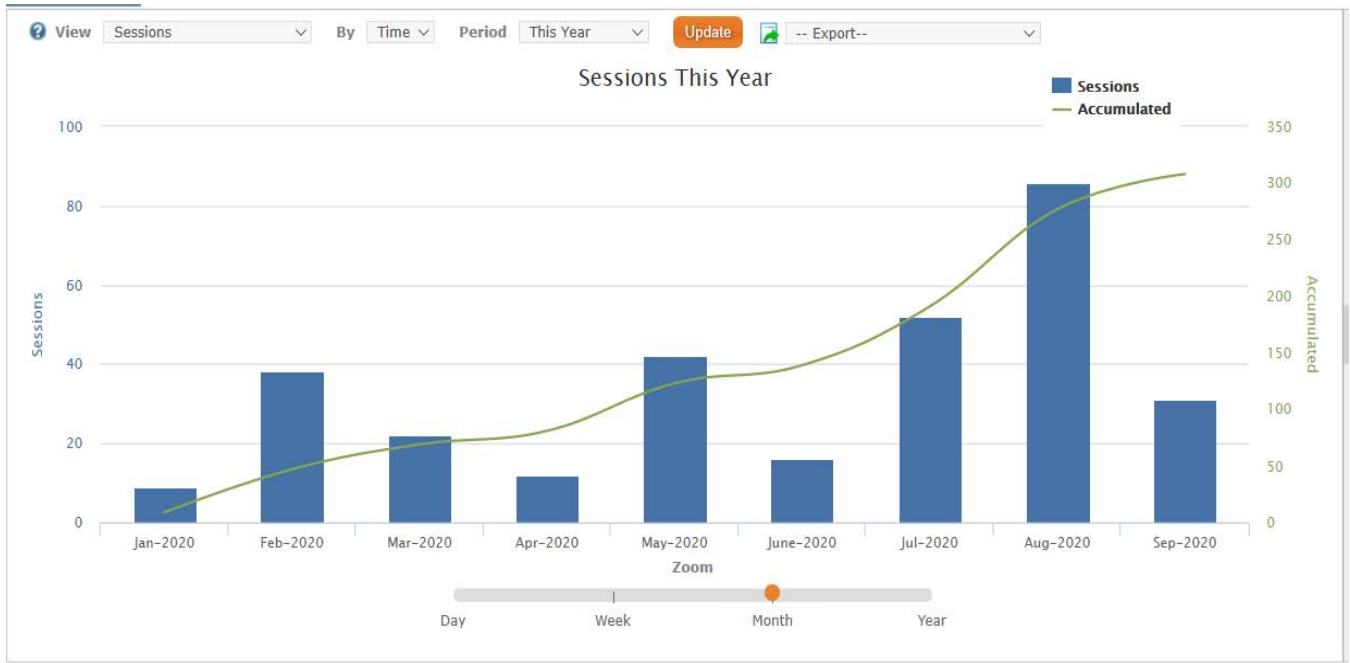 ? View Sessions By Time Period This Year Update -- Export--
Sessions This Year
Sessions
Accumulated
100
80
60
40
20
0
Sessions
350
300
250
200
150
100
50
0
Accumulated
Jan-2020 Feb-2020 Mar-2020 Apr-2020 May-2020 June-2020 Jul-2020 Aug-2020 Sep-2020
Zoom
Day Week Month Year